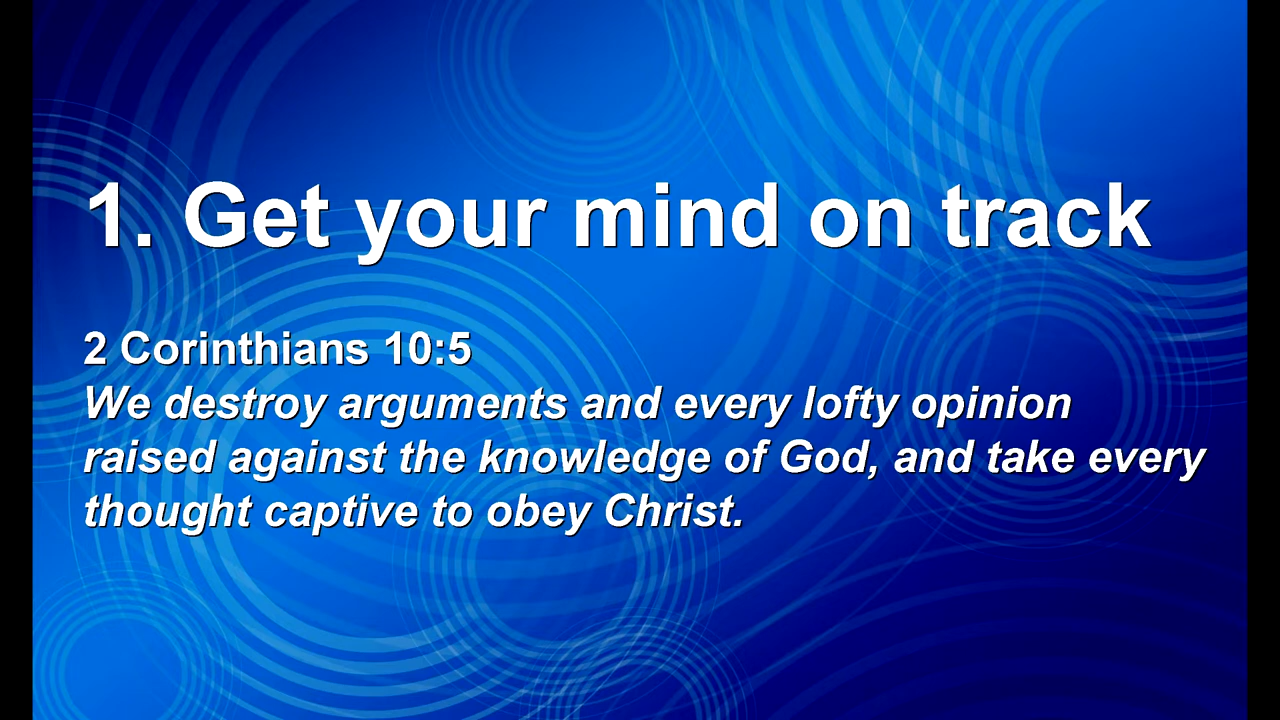 1. Get your mind on track
2 Corinthians 10:5
We destroy arguments and every lofty opinion
raised against the knowledge of God, and take every
thought captive to obey Christ.